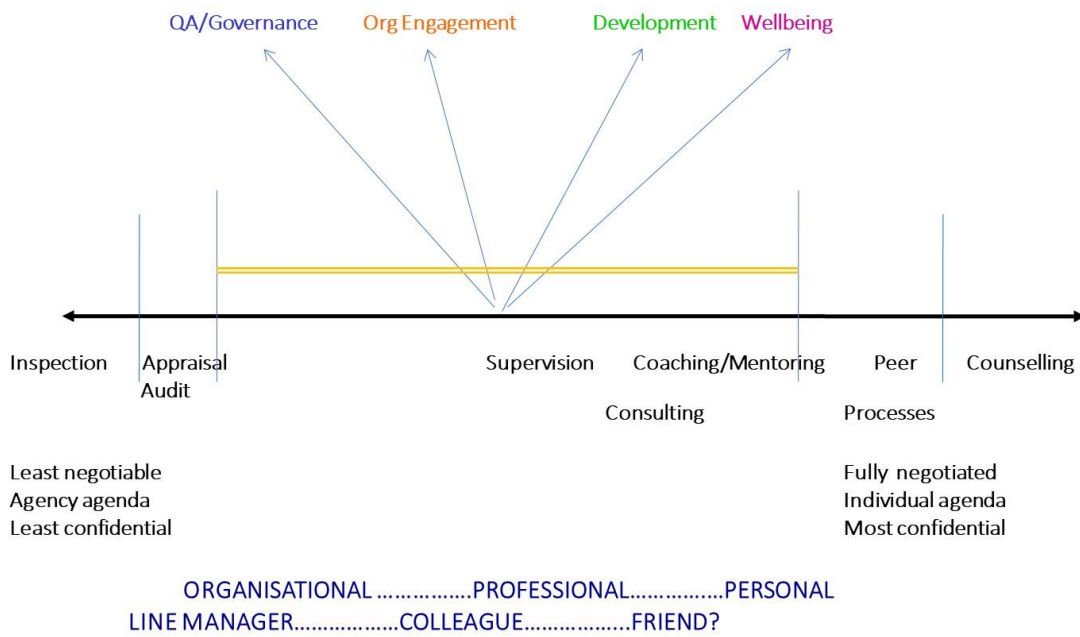 QA/Governance Org Engagement Development Wellbeing
Inspection Appraisal Supervision Coaching/Mentoring Peer Counselling
Audit
Consulting Processes
Least negotiable Fully negotiated
Agency agenda Individual agenda
Least confidential Most confidential
ORGANISATIONAL …………….PROFESSIONAL…………..…PERSONAL
LINE MANAGER………………COLLEAGUE……………...FRIEND?